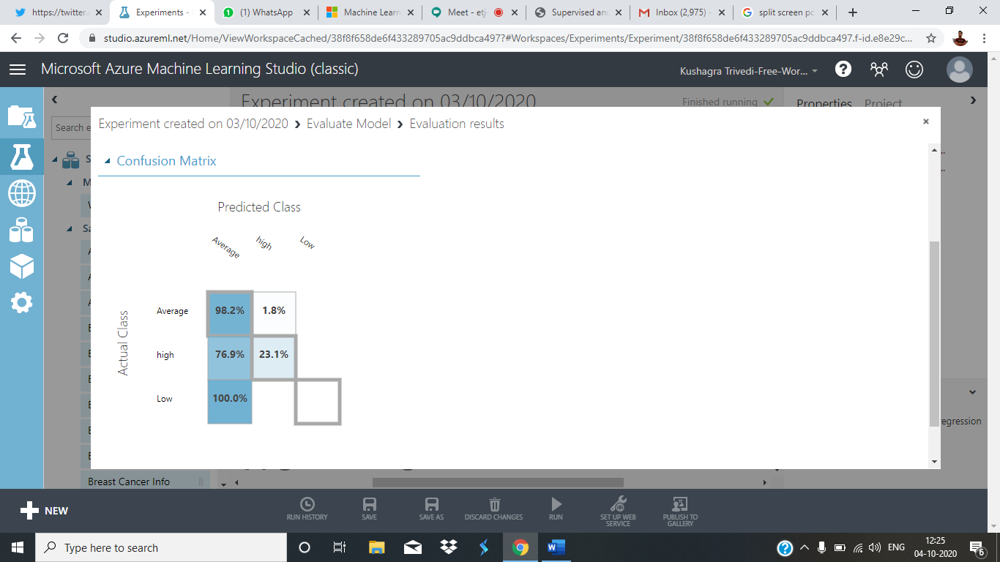 https://twitter.
Experiments -
(1) WhatsApp
Machine Learn
Meet - etj-
Supervised and
Inbox (2,975) -
split screen pc
studio.azureml.net/Home/ViewWorkspaceCached/38f8f658de6f433289705ac9ddbca497?#Workspaces/Experiments/Experiment/38f8f658de6f433289705ac9ddbca497.f-id.e8e29c...
Microsoft Azure Machine Learning Studio (classic)
Kushagra Trivedi-Free-Wor...
Experiment created on 03/10/2020
Finished running
Properties Project
Search e
Experiment created on 03/10/2020 > Evaluate Model > Evaluation results
Confusion Matrix
Predicted Class
Average high Low
Actual Class
Average 98.2% 1.8%
high 76.9% 23.1%
Low 100.0%
egression
Breast Cancer Info
NEW
RUN HISTORY
SAVE
SAVE AS
DISCARD CHANGES
RUN
SET UP WEB
SERVICE
PUBLISH TO
GALLERY
Type here to search
ENG
12:25
04-10-2020
6